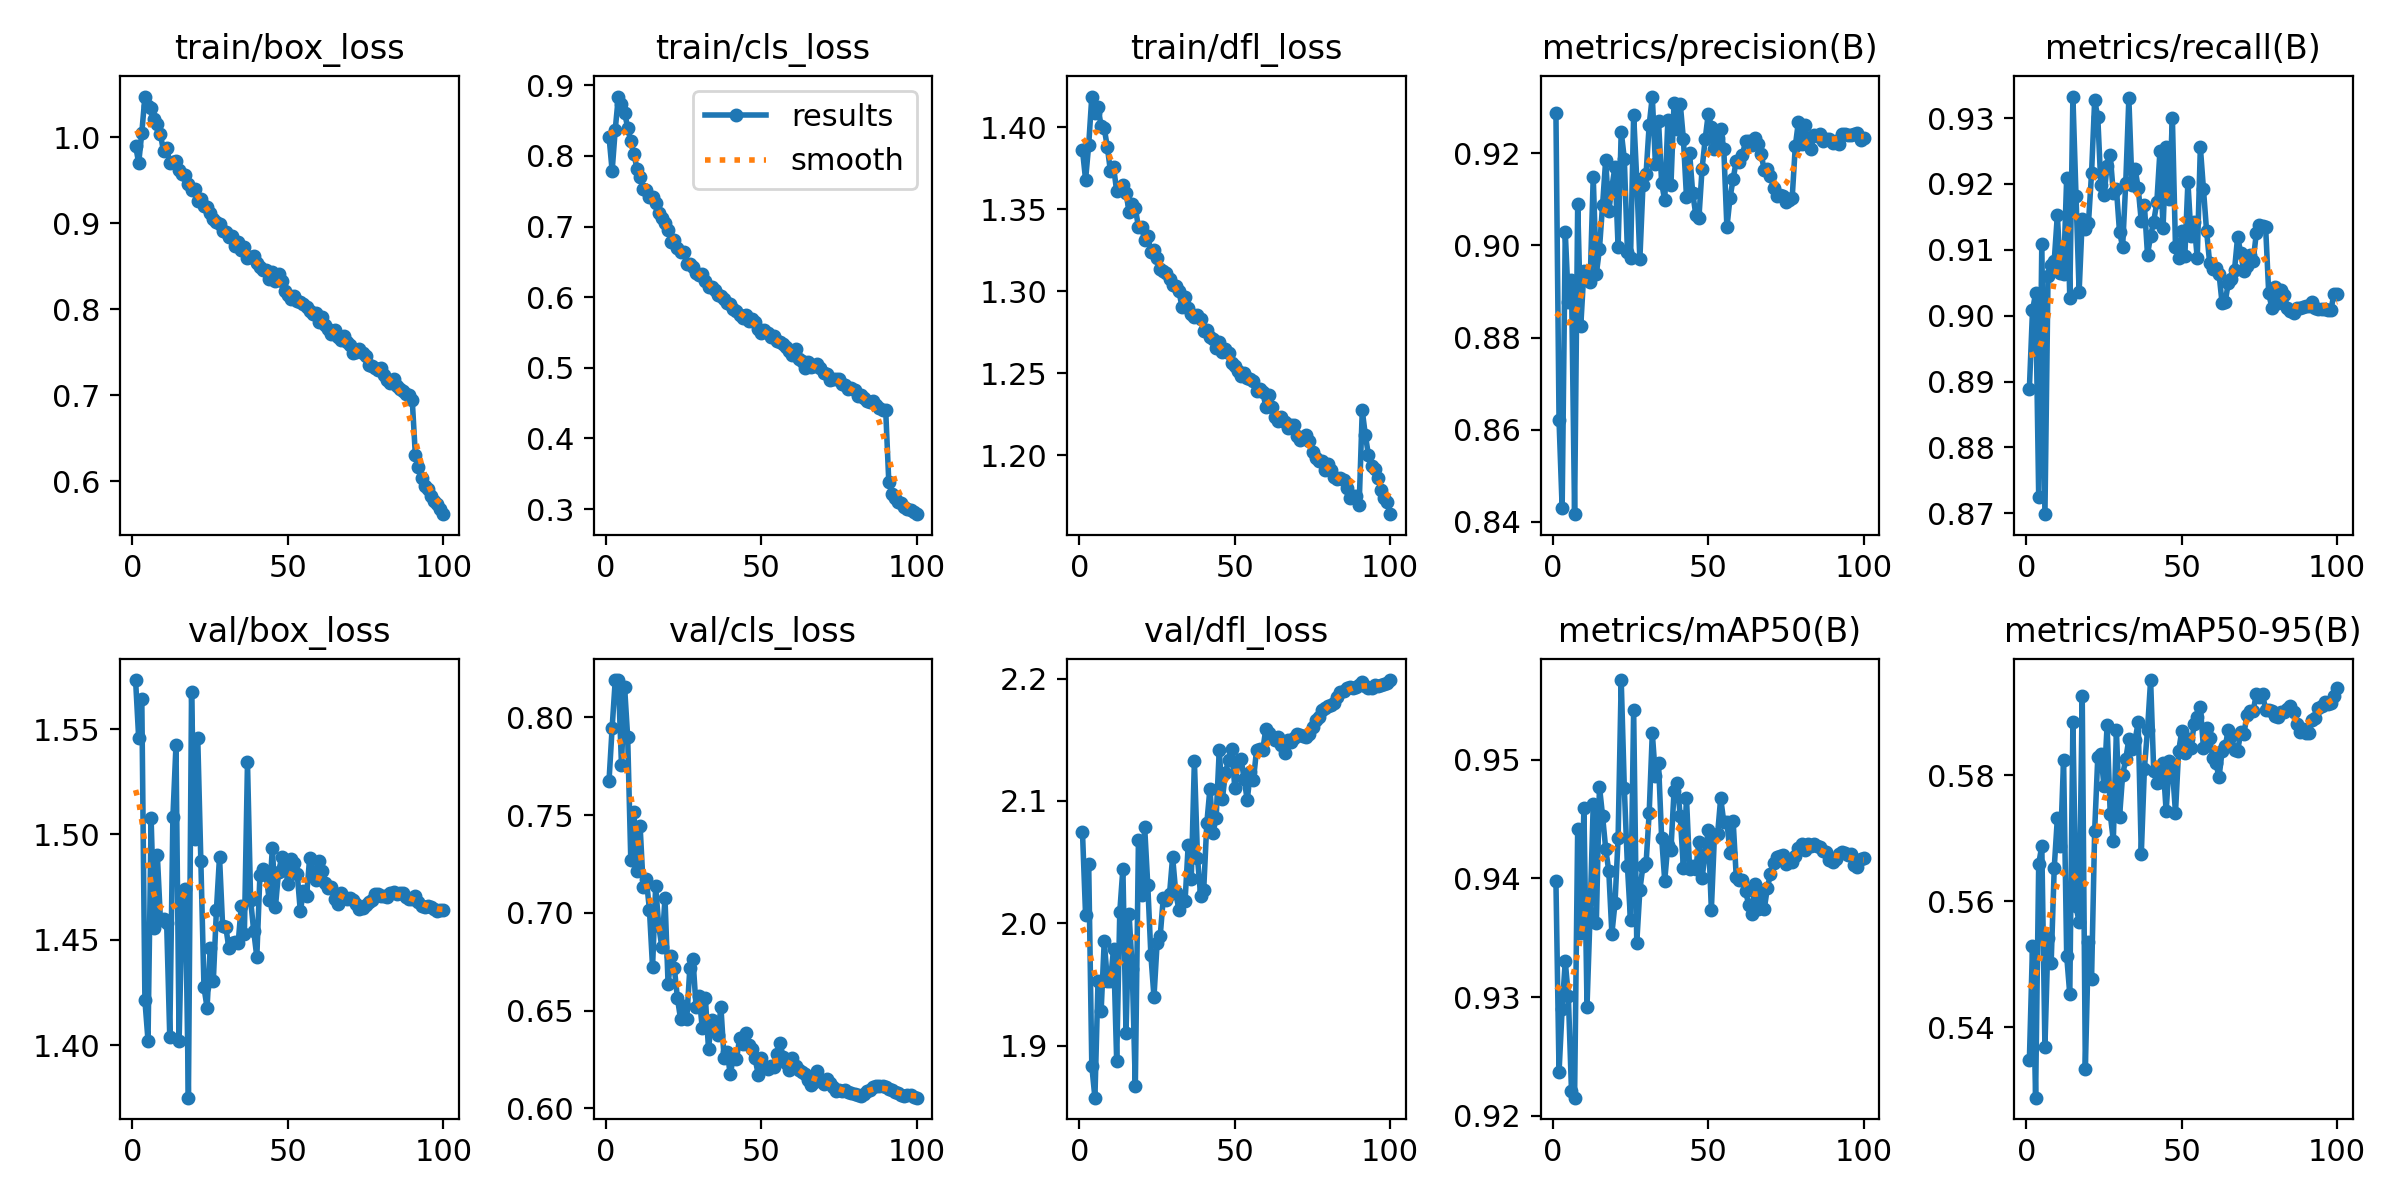 train/box_loss
1.0
0.9
0.8
0.7
0.6
0 50 100
train/cls_loss
results
smooth
0.9
0.8
0.7
0.6
0.5
0.4
0.3
0 50 100
train/dfl_loss
1.40
1.35
1.30
1.25
1.20
0 50 100
metrics/precision(B)
0.92
0.90
0.88
0.86
0.84
0 50 100
metrics/recall(B)
0.93
0.92
0.91
0.90
0.89
0.88
0.87
0 50 100
val/box_loss
1.55
1.50
1.45
1.40
0 50 100
val/cls_loss
0.80
0.75
0.70
0.65
0.60
0 50 100
val/dfl_loss
2.2
2.1
2.0
1.9
0 50 100
metrics/mAP50(B)
0.95
0.94
0.93
0.92
0 50 100
metrics/mAP50-95(B)
0.58
0.56
0.54
0 50 100